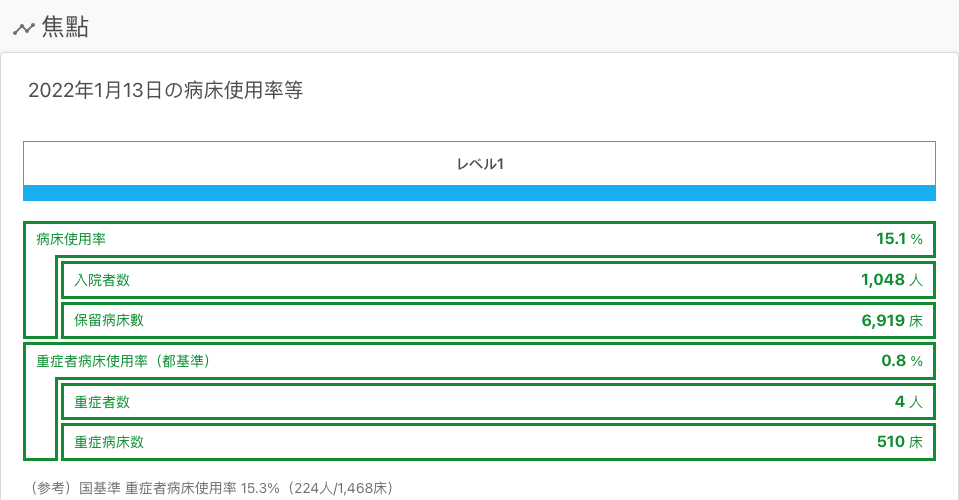 焦點
2022年1月13日の病床使用率等
レベル1
病床使用率 15.1 %
入院者数 1,048 人
保留病床數 6,919 床
重症者病床使用率（都基準） 0.8 %
重症者数 4 人
重症病床数 510 床
（参考）国基準 重症者病床使用率 15.3%（224人/1,468床）